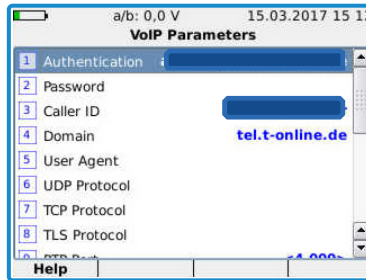 a/b: 0,0 V 15.03.2017 15 1
VoIP Parameters
1 Authentication a
2 Password
3 Caller ID
4 Domain tel.t-online.de
5 User Agent
6 UDP Protocol
7 TCP Protocol
8 TLS Protocol
Help